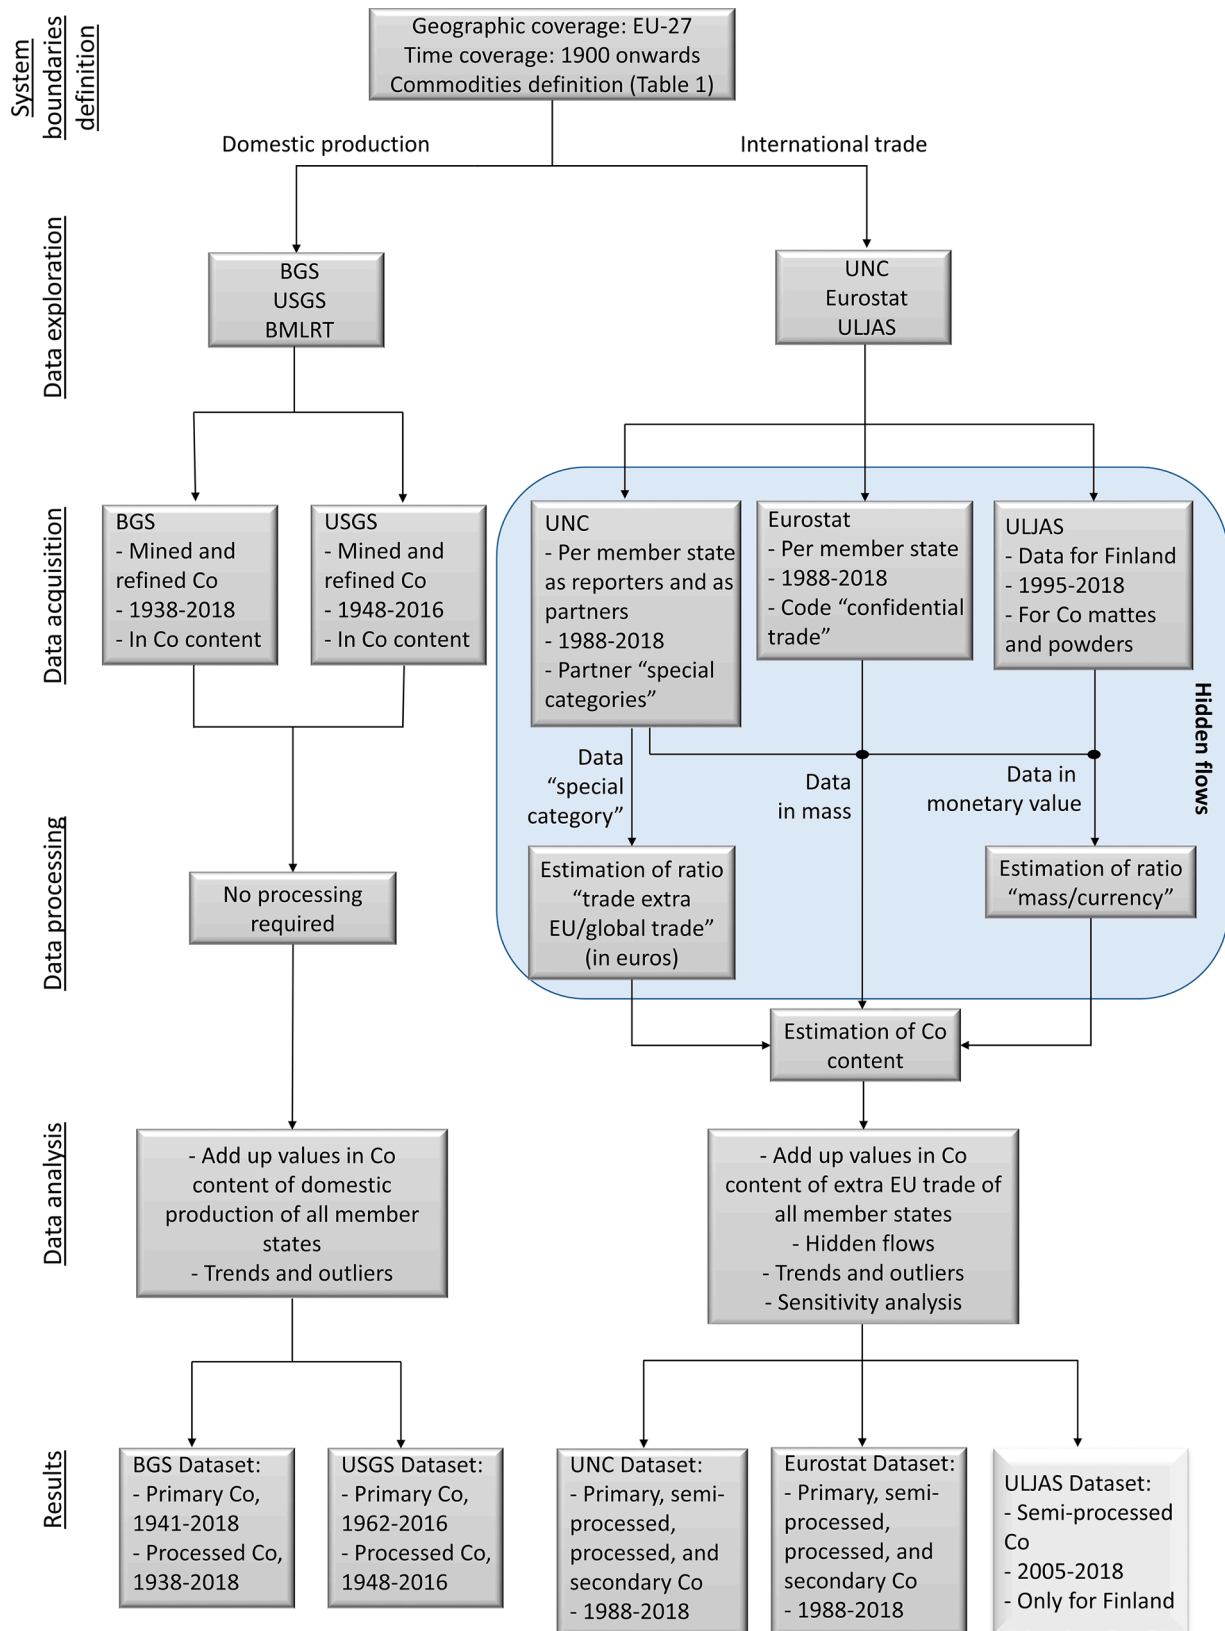 System
boundaries
definition
Geographic coverage: EU-27
Time coverage: 1900 onwards
Commodities definition (Table 1)
Domestic production
International trade
Data exploration
BGS
USGS
BMLRT
UNC
Eurostat
ULJAS
Data acquisition
BGS
- Mined and
refined Co
- 1938-2018
- In Co content
USGS
- Mined and
refined Co
- 1948-2016
- In Co content
UNC
- Per member state
as reporters and as
partners
- 1988-2018
- Partner “special
categories”
Eurostat
- Per member state
- 1988-2018
- Code “confidential
trade”
ULJAS
- Data for Finland
- 1995-2018
- For Co mattes
and powders
Hidden flows
Data
“special
category”
Data
in mass
Data in
monetary value
Data processing
No processing
required
Estimation of ratio
“trade extra
EU/global trade”
(in euros)
Estimation of ratio
“mass/currency”
Estimation of Co
content
Data analysis
- Add up values in Co
content of domestic
production of all member
states
- Trends and outliers
- Add up values in Co
content of extra EU trade of
all member states
- Hidden flows
- Trends and outliers
- Sensitivity analysis
Results
BGS Dataset:
- Primary Co,
1941-2018
- Processed Co,
1938-2018
USGS Dataset:
- Primary Co,
1962-2016
- Processed Co,
1948-2016
UNC Dataset:
- Primary, semi-
processed,
processed, and
secondary Co
- 1988-2018
Eurostat Dataset:
- Primary, semi-
processed,
processed, and
secondary Co
- 1988-2018
ULJAS Dataset:
- Semi-processed
Co
- 2005-2018
- Only for Finland